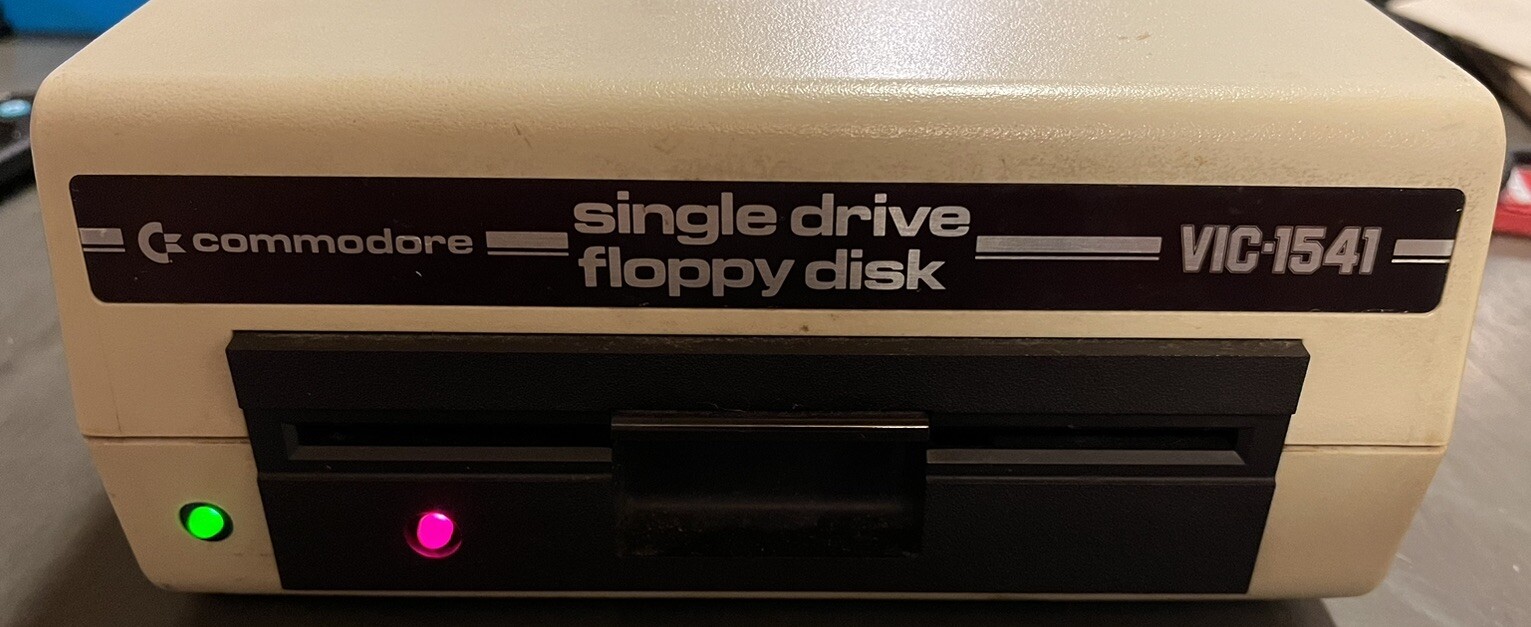 commodore
single drive
floppy disk
VIC-1541